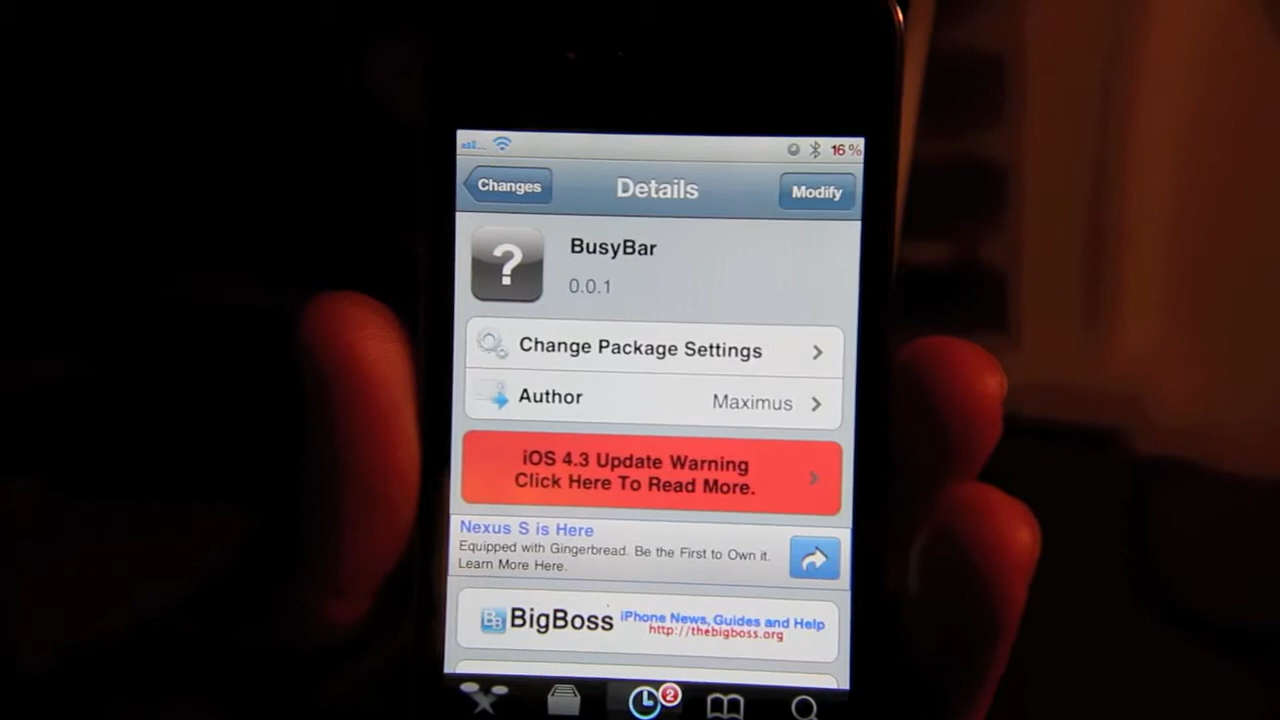 16%
Changes
Details
Modify
?
BusyBar
0.0.1
Change Package Settings
Author
Maximus
iOS 4.3 Update Warning
Click Here To Read More.
Nexus S is Here
Equipped with Gingerbread. Be the First to Own it.
Learn More Here.
BB BigBoss
iPhone News, Guides and Help
http://thebigboss.org
2